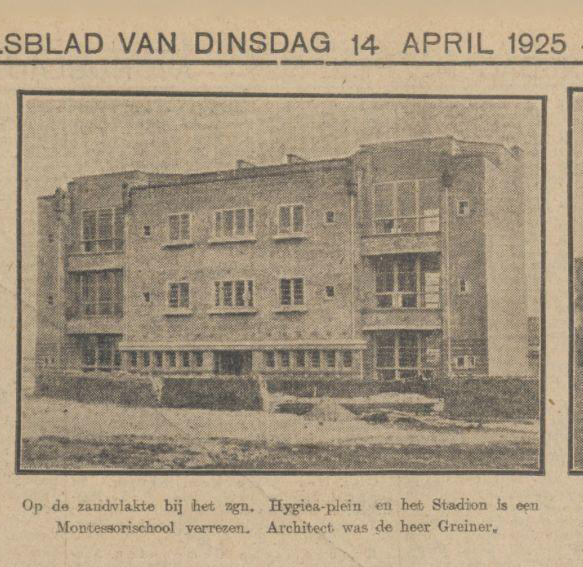 LSBLAD VAN DINSDAG 14 APRIL 1925
Op de zandvlakte bij het zgn. Hygiea-plein en het Stadion is een
Montessorischool verrezen. Architect was de heer Greiner.